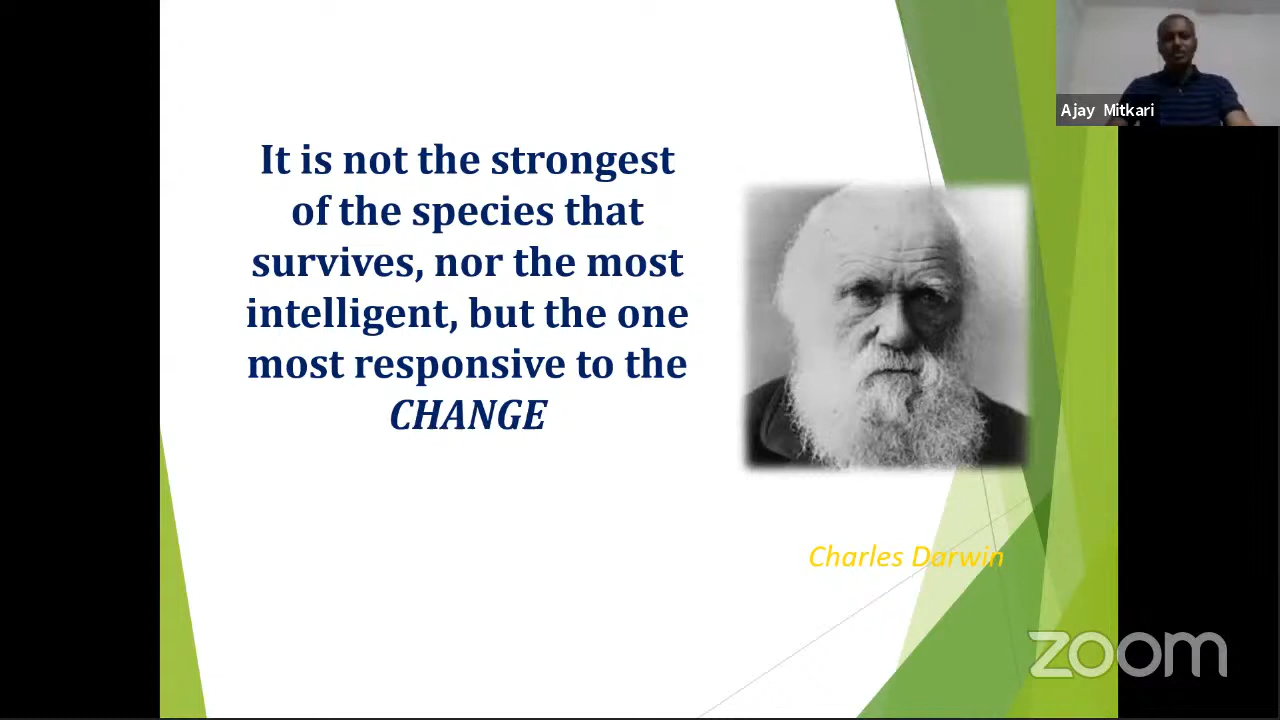 It is not the strongest
of the species that
survives, nor the most
intelligent, but the one
most responsive to the
CHANGE
Charles Darwin
Ajay Mitkari
zoom